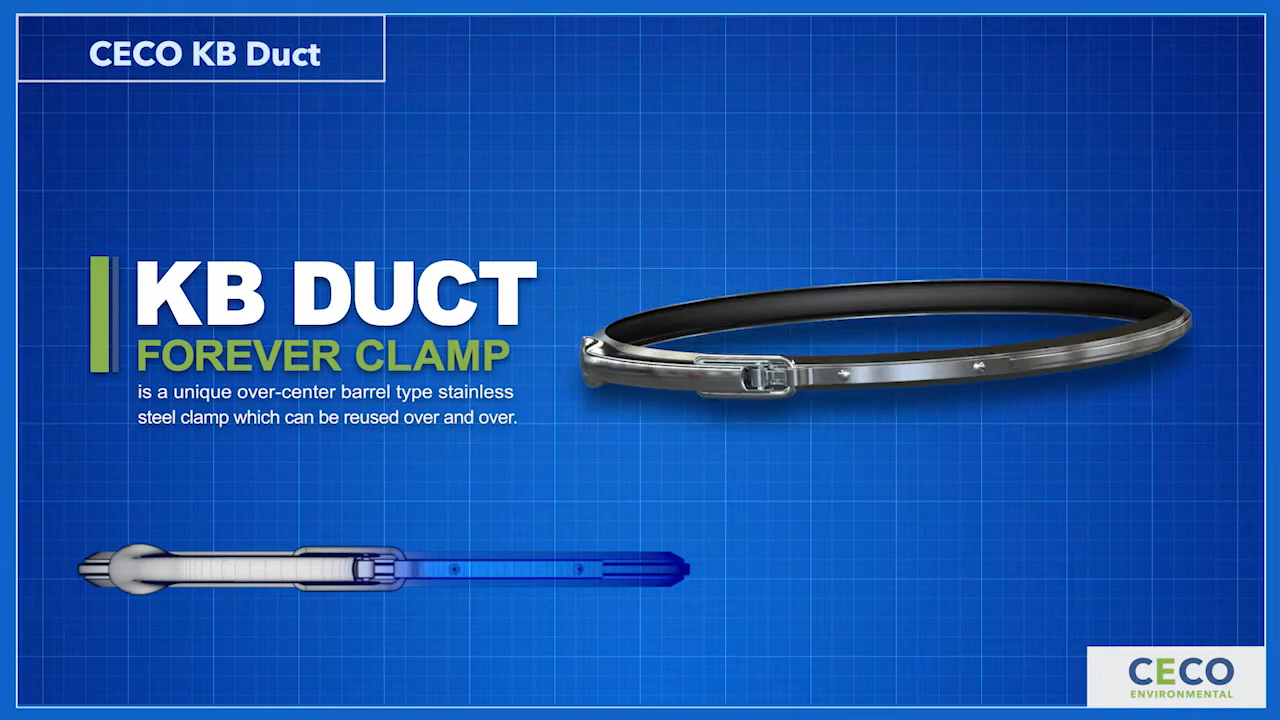 CECO KB Duct
KB DUCT
FOREVER CLAMP
is a unique over-center barrel type stainless
steel clamp which can be reused over and over.
CECO
ENVIRONMENTAL